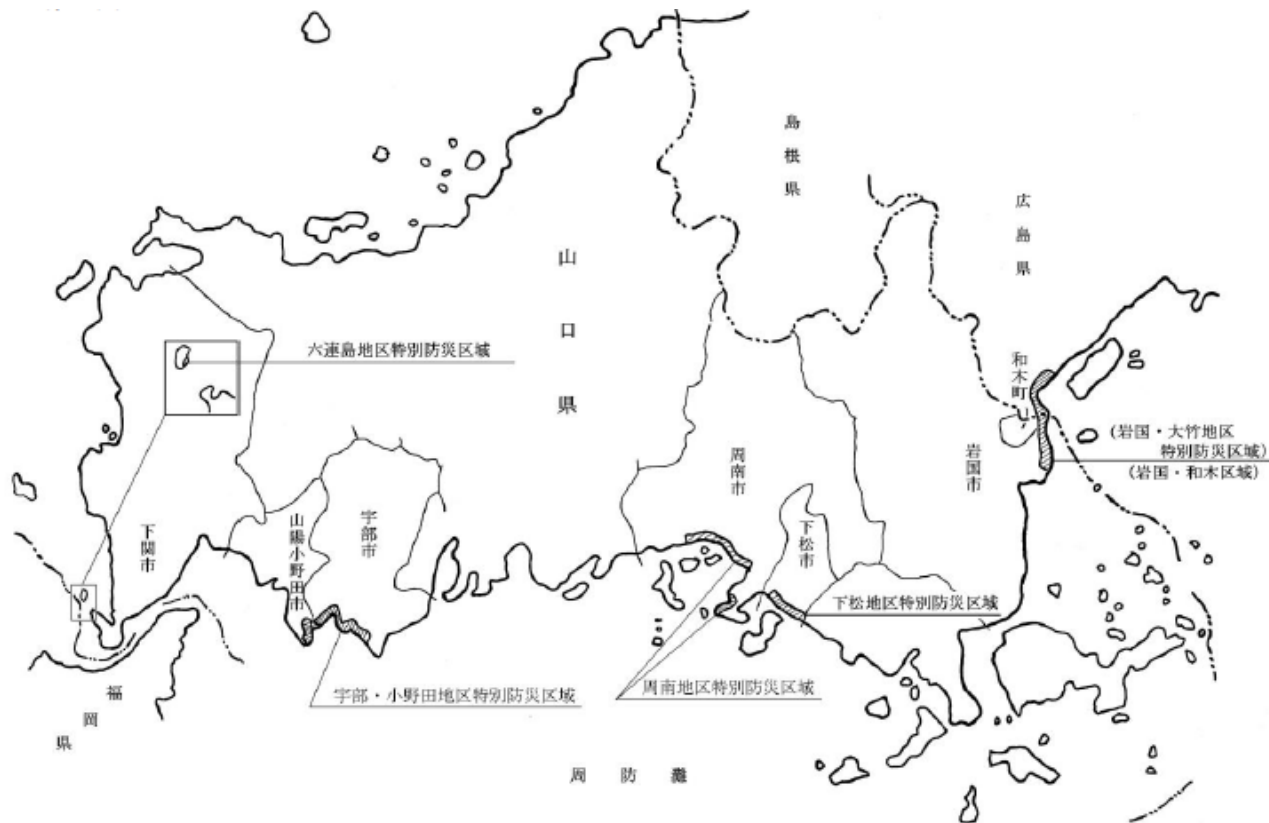 島根県
広島県
山口県
六連島地区特別防災区域
和木町
(岩国・大竹地区
特別防災区域)
(岩国・和木区域)
岩国市
周南市
下松市
下関市
山陽小野田市
宇部市
下松地区特別防災区域
周南地区特別防災区域
宇部・小野田地区特別防災区域
福岡県
周防灘